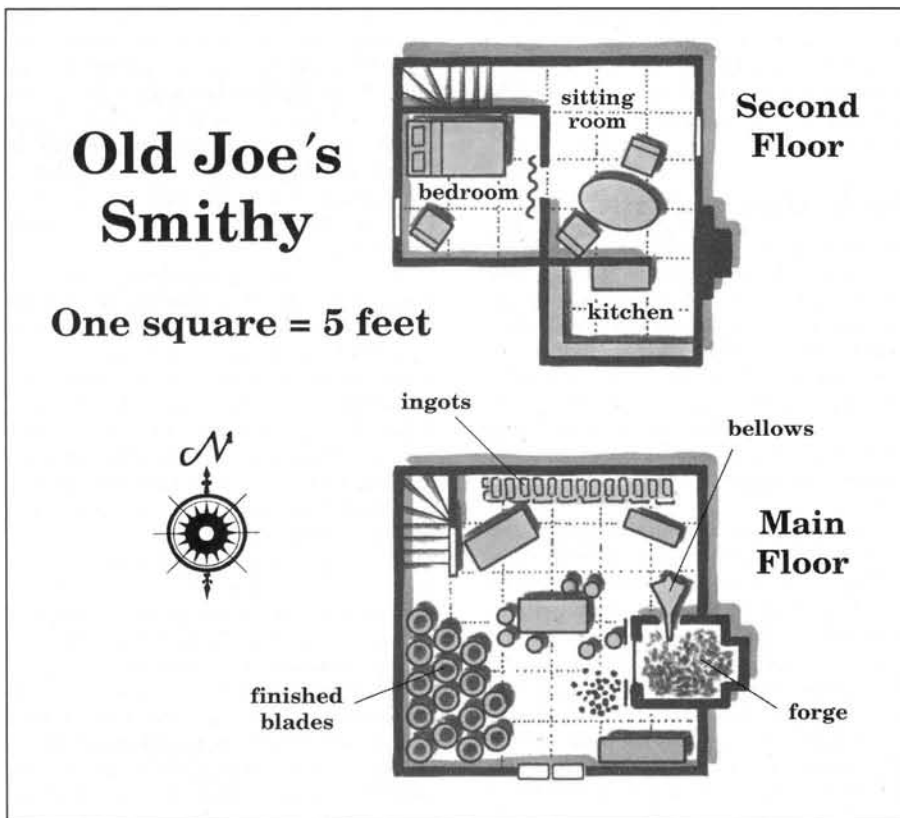 Old Joe's
Smithy
One square = 5 feet
Second
Floor
sitting
room
bedroom
kitchen
N
ingots
bellows
Main
Floor
finished
blades
forge